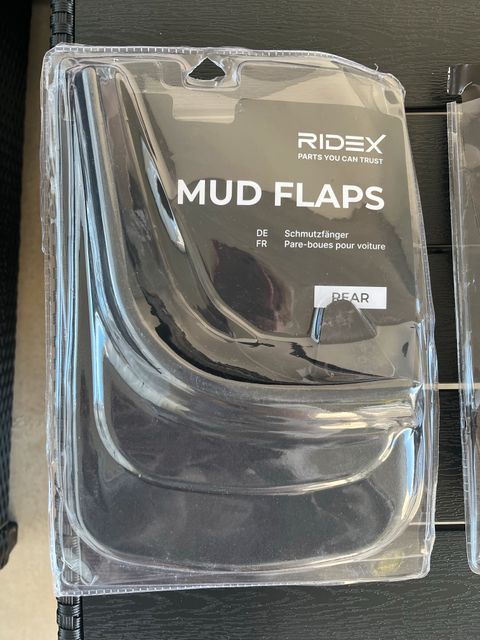 RIDEX
PARTS YOU CAN TRUST
MUD FLAPS
DE Schmutzfänger
FR Pare-boues pour voiture
REAR